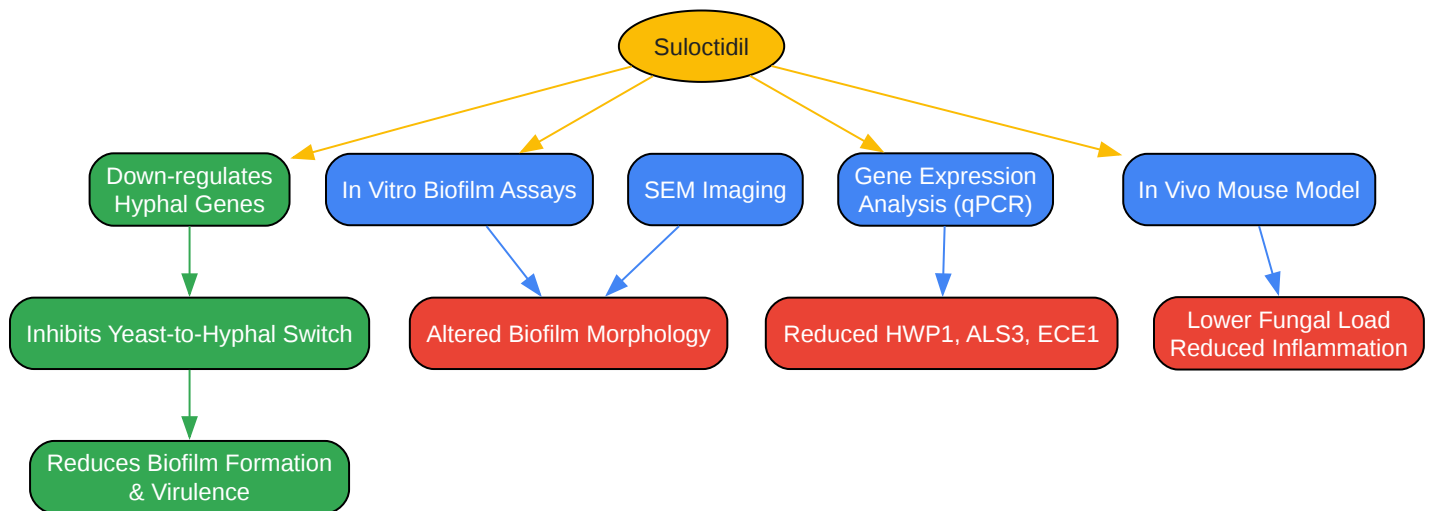 Suloctidil
Down-regulates
Hyphal Genes
In Vitro Biofilm Assays
SEM Imaging
Gene Expression
Analysis (qPCR)
In Vivo Mouse Model
Inhibits Yeast-to-Hyphal Switch
Altered Biofilm Morphology
Reduced HWP1, ALS3, ECE1
Lower Fungal Load
Reduced Inflammation
Reduces Biofilm Formation
& Virulence